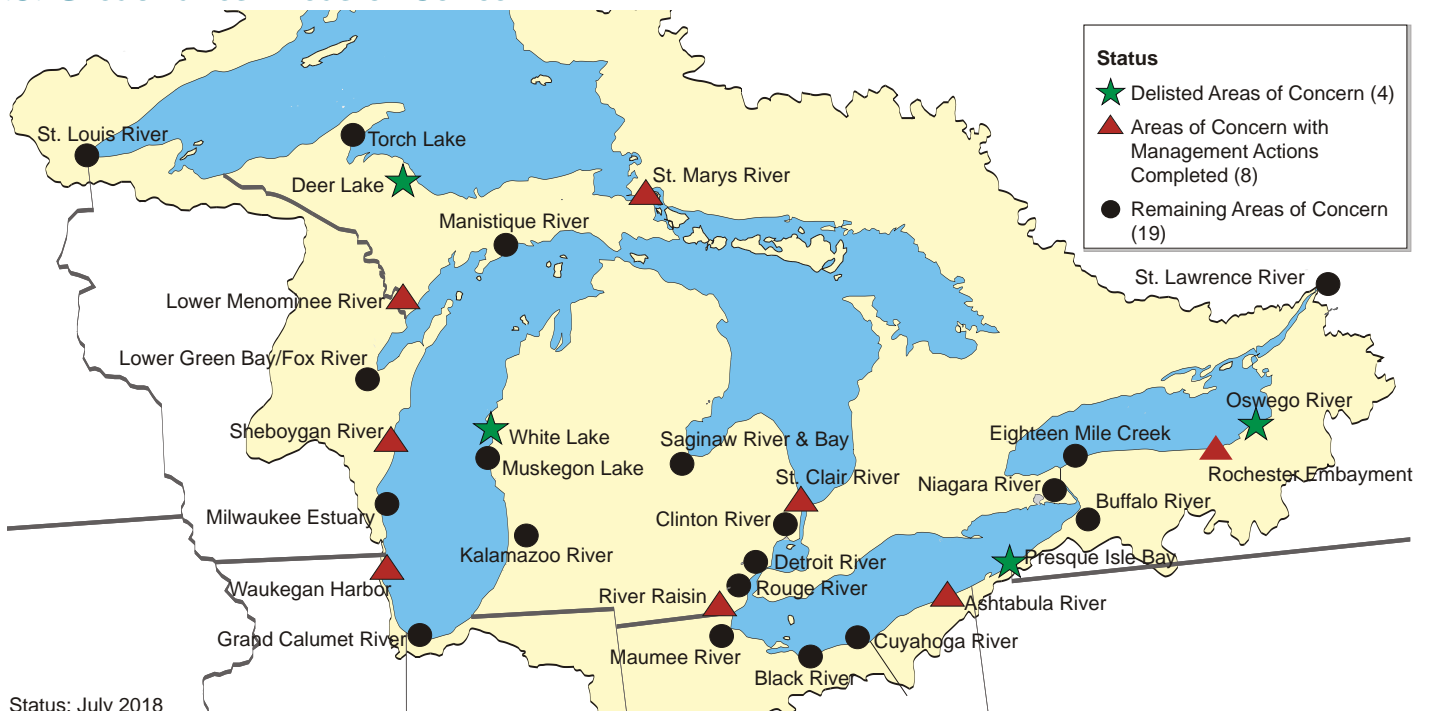 Status
Delisted Areas of Concern (4)
Areas of Concern with
Management Actions
Completed (8)
Remaining Areas of Concern
(19)
St. Louis River
Torch Lake
Deer Lake
St. Marys River
Manistique River
St. Lawrence River
Lower Menominee River
Lower Green Bay/Fox River
Oswego River
Sheboygan River
White Lake
Saginaw River & Bay
Eighteen Mile Creek
Muskegon Lake
Rochester Embayment
St. Clair River
Niagara River
Buffalo River
Milwaukee Estuary
Clinton River
Kalamazoo River
Detroit River
Presque Isle Bay
Waukegan Harbor
Rouge River
River Raisin
Ashtabula River
Grand Calumet River
Cuyahoga River
Maumee River
Black River
Status: July 2018